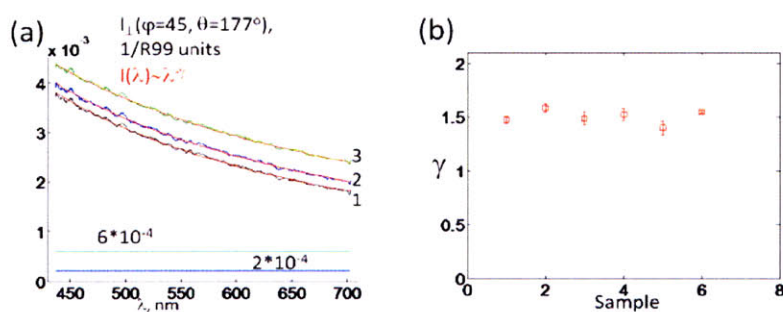 (a)
I⊥(φ=45, θ=177º),
1/R99 units
x 10⁻³
4
3
2
1
0
3
2
1
6*10⁻⁴
2*10⁻⁴
450 500 550 600 650 700
λ, nm
(b)
2
1.5
γ
1
0.5
0
0 2 4 6 8
Sample